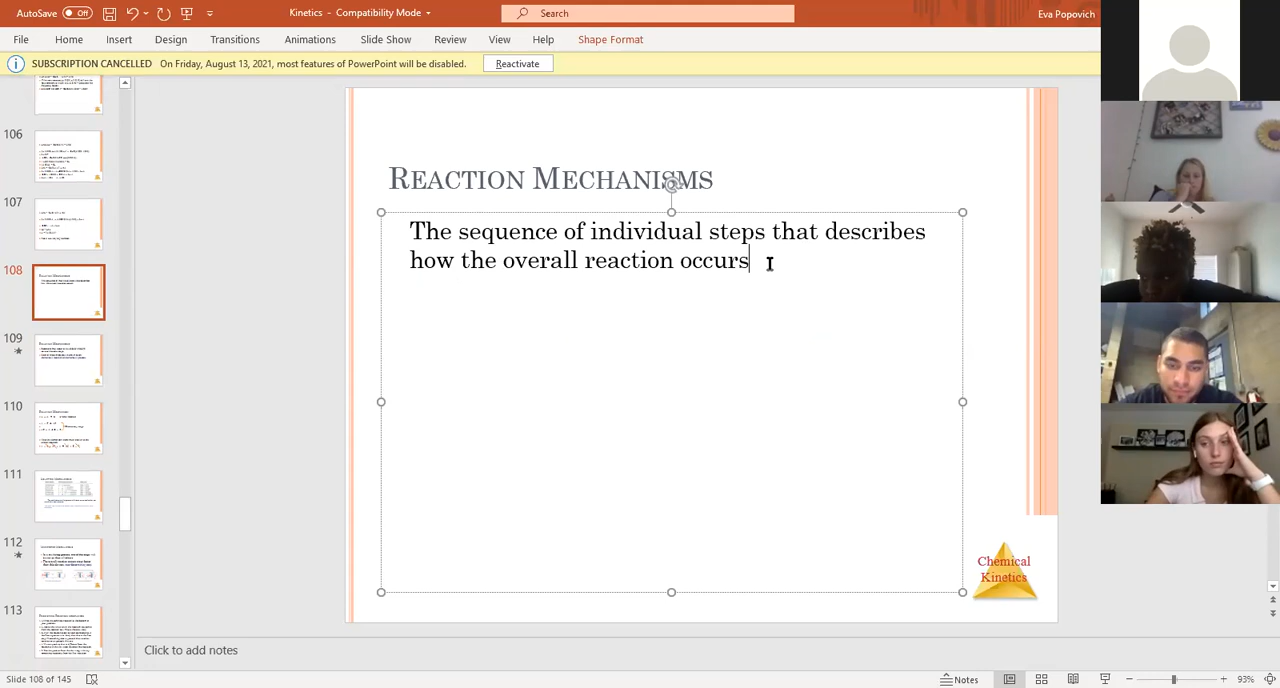 AutoSave Off Kinetics - Compatibility Mode Search Eva Popovich
File Home Insert Design Transitions Animations Slide Show Review View Help Shape Format
SUBSCRIPTION CANCELLED On Friday, August 13, 2021, most features of PowerPoint will be disabled. Reactivate
106
107
108
109
110
111
112
113
REACTION MECHANISMS
The sequence of individual steps that describes
how the overall reaction occurs
Chemical
Kinetics
Click to add notes
Slide 108 of 145 Notes 93%